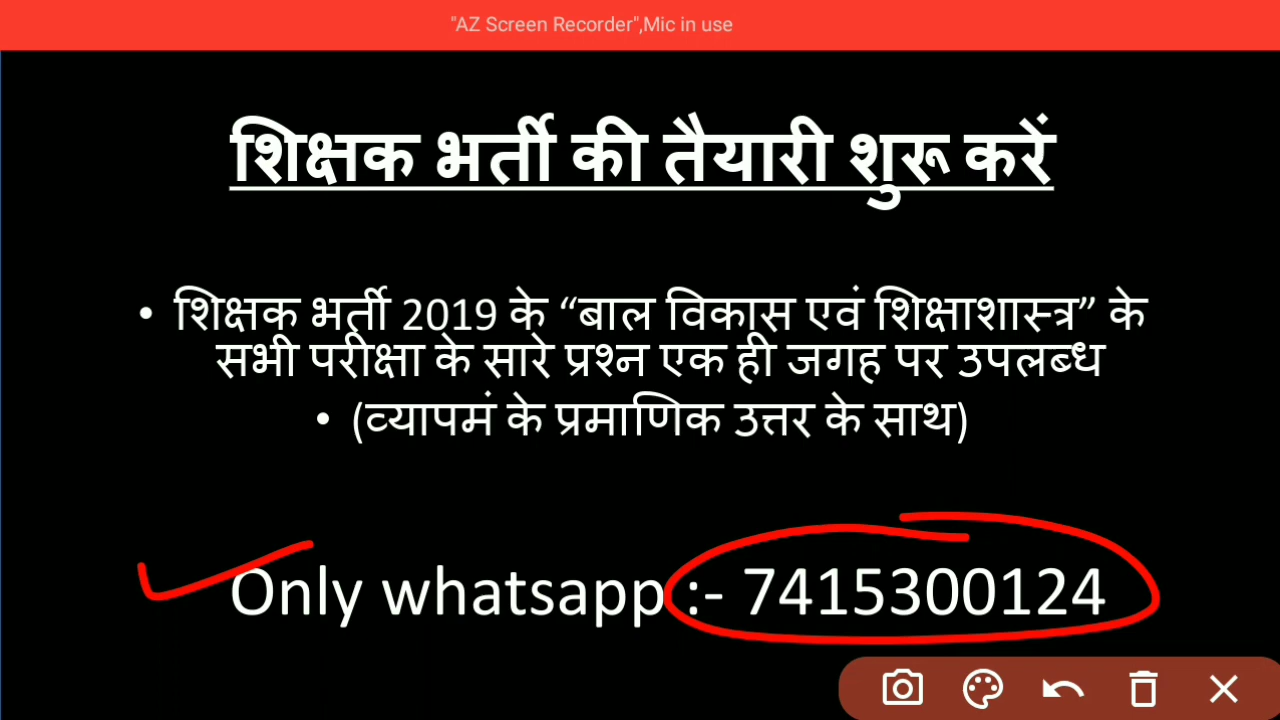 "AZ Screen Recorder",Mic in use
शिक्षक भर्ती की तैयारी शुरू करें
• शिक्षक भर्ती 2019 के “बाल विकास एवं शिक्षाशास्त्र” के
सभी परीक्षा के सारे प्रश्न एक ही जगह पर उपलब्ध
• (व्यापमं के प्रमाणिक उत्तर के साथ)
Only whatsapp :- 7415300124